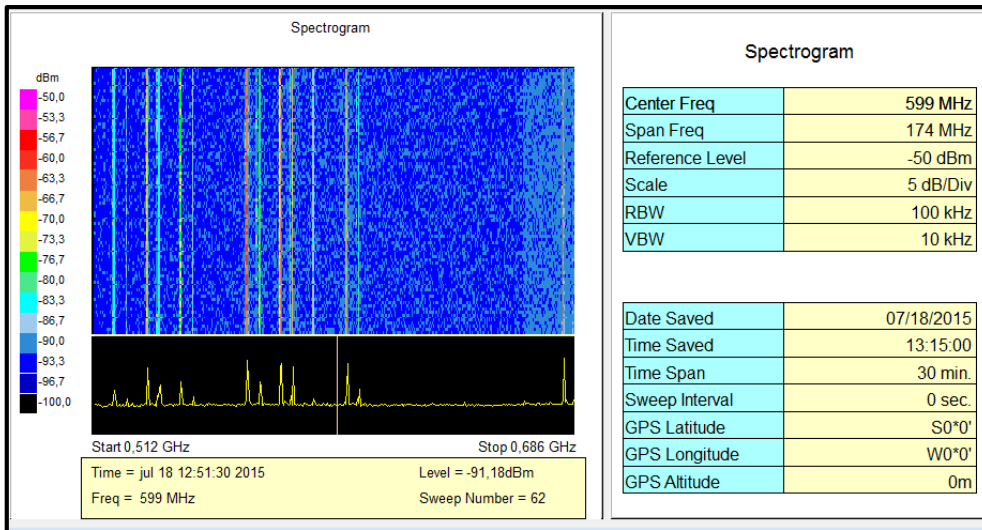 Spectrogram
dBm
-50,0
-53,3
-56,7
-60,0
-63,3
-66,7
-70,0
-73,3
-76,7
-80,0
-83,3
-86,7
-90,0
-93,3
-96,7
-100,0
Start 0,512 GHz Stop 0,686 GHz
Time = jul 18 12:51:30 2015 Level = -91,18dBm
Freq = 599 MHz Sweep Number = 62
Spectrogram
Center Freq 599 MHz
Span Freq 174 MHz
Reference Level -50 dBm
Scale 5 dB/Div
RBW 100 kHz
VBW 10 kHz
Date Saved 07/18/2015
Time Saved 13:15:00
Time Span 30 min.
Sweep Interval 0 sec.
GPS Latitude S0*0'
GPS Longitude W0*0'
GPS Altitude 0m